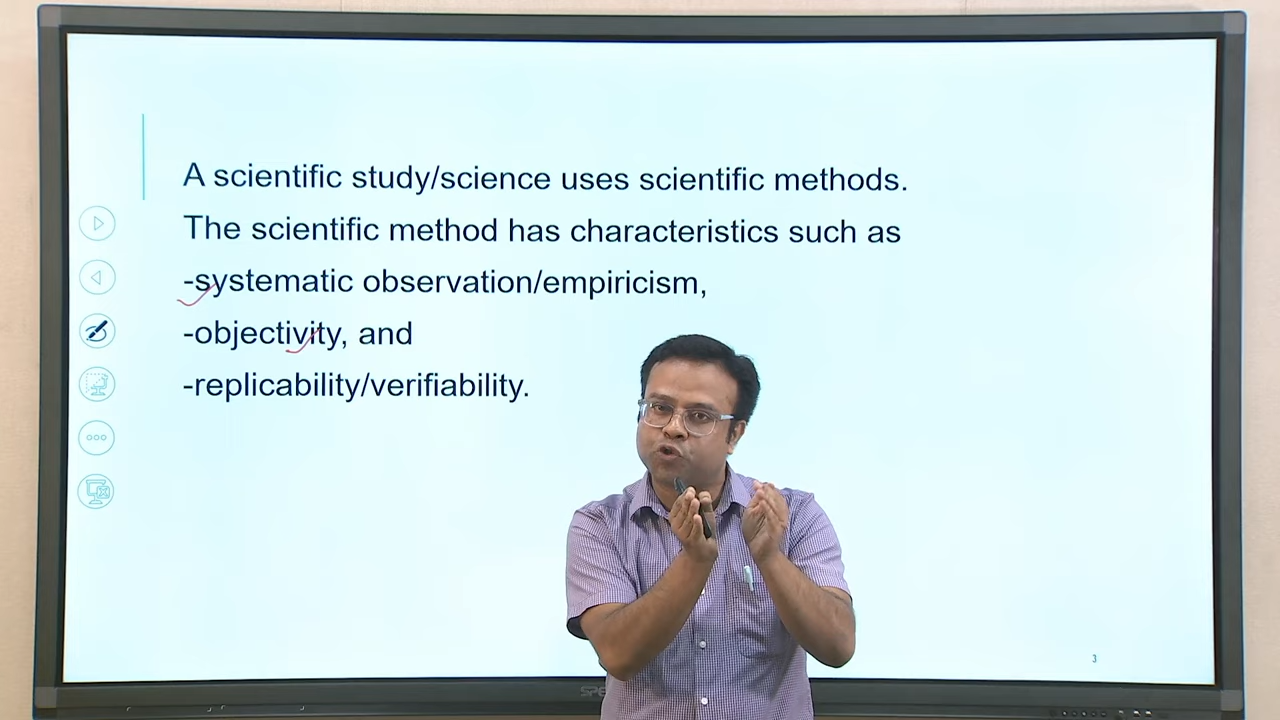 A scientific study/science uses scientific methods.
The scientific method has characteristics such as
-systematic observation/empiricism,
-objectivity, and
-replicability/verifiability.
3